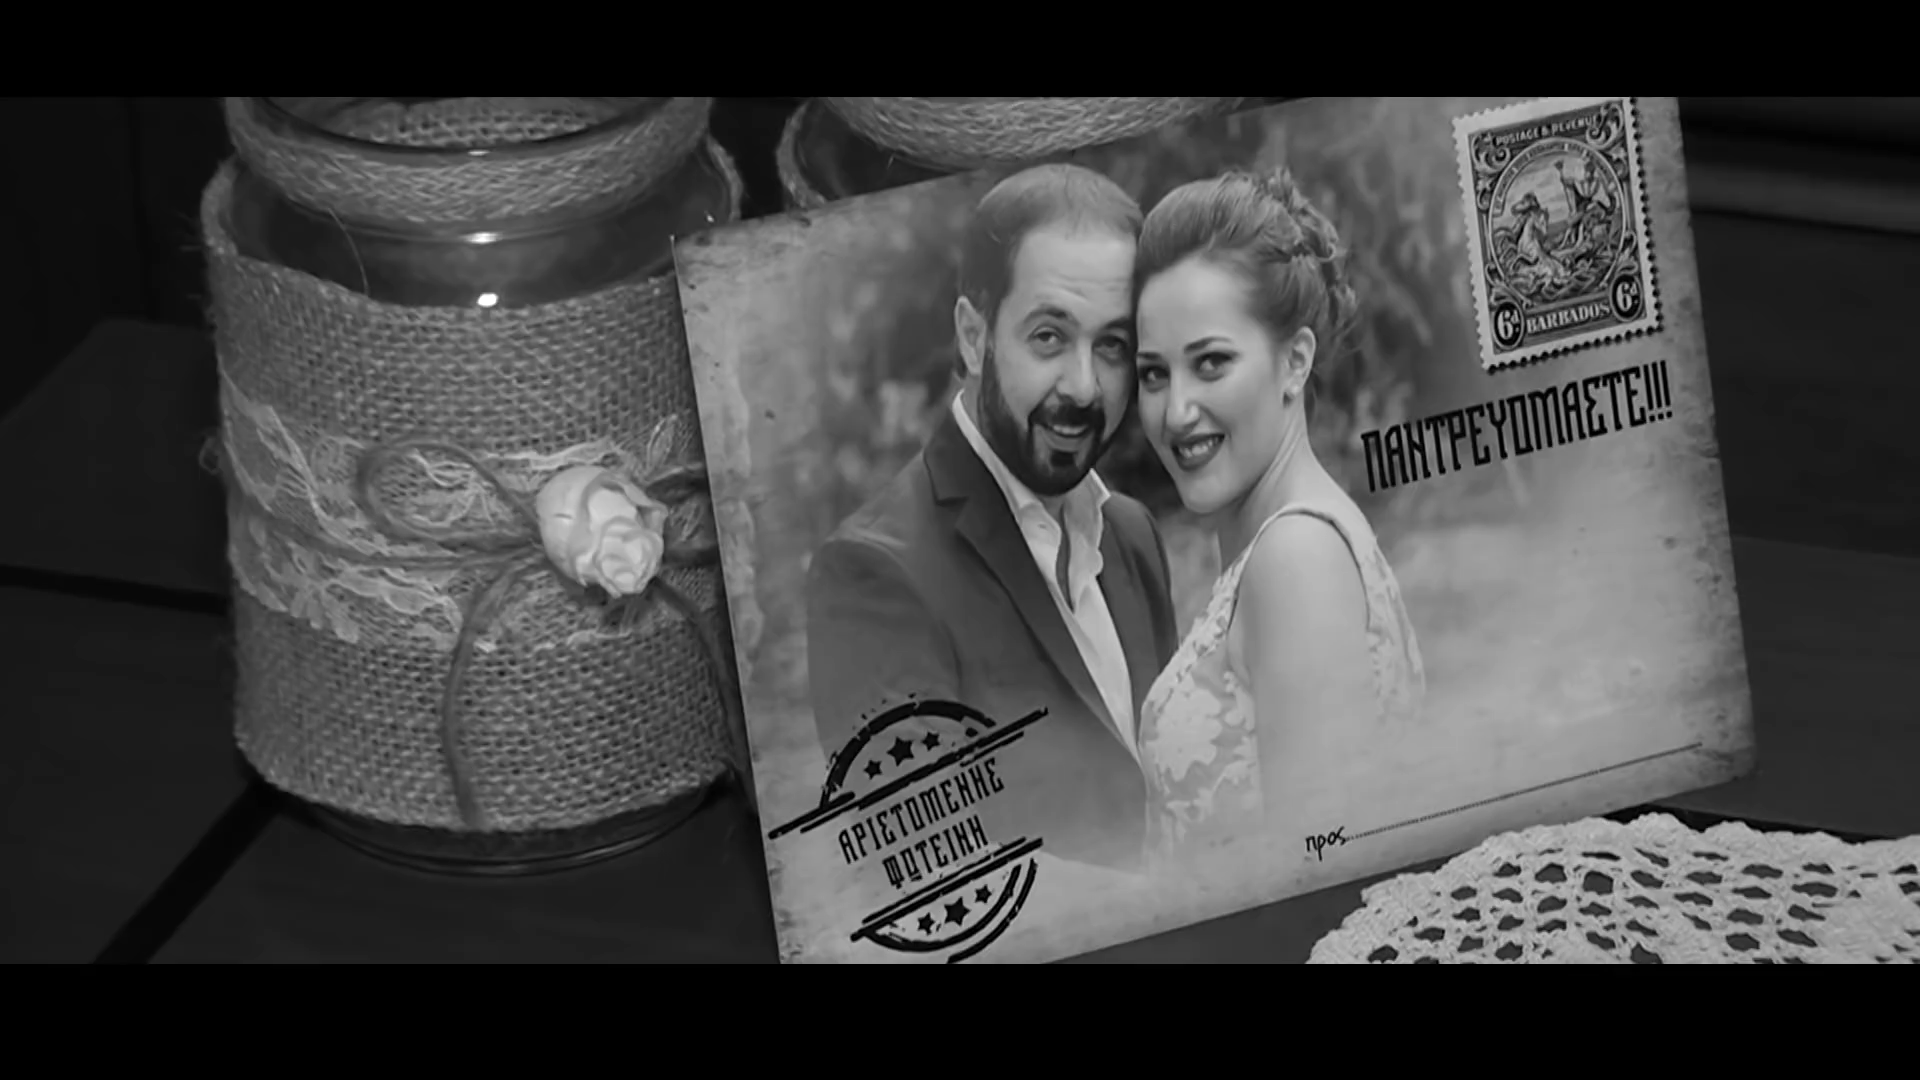 POSTAGE & REVENUE
6d. BARBADOS 6d.
ΠΑΝΤΡΕΥΟΜΑΣΤΕ!!!
ΑΡΙΣΤΟΜΕΝΗΣ
ΦΩΤΕΙΝΗ
προς